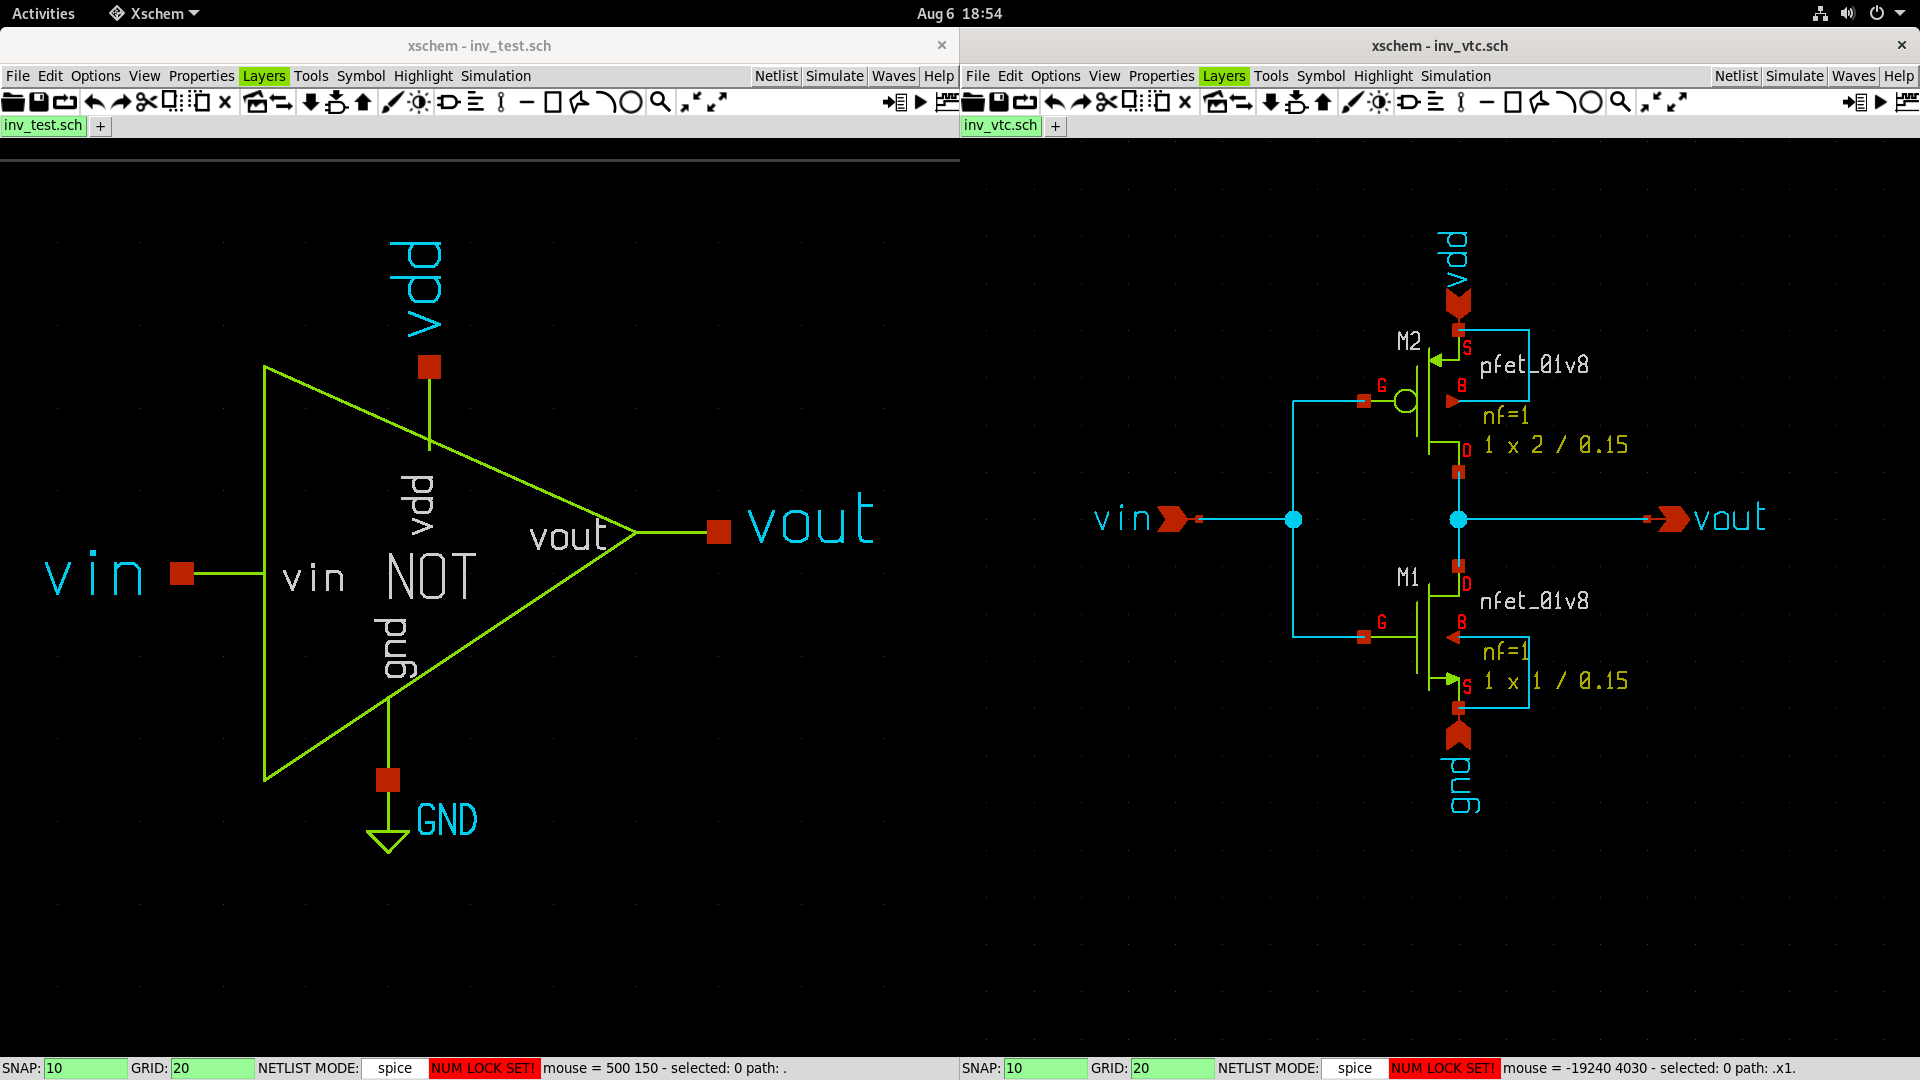 Activities Xschem Aug 6 18:54
xschem - inv_test.sch ×
File Edit Options View Properties Layers Tools Symbol Highlight Simulation Netlist Simulate Waves Help
inv_test.sch +
vdd
vdd
vout
vout
vin
vin
NOT
gnd
GND
SNAP: 10 GRID: 20 NETLIST MODE: spice NUM LOCK SET! mouse = 500 150 - selected: 0 path: .
xschem - inv_vtc.sch ×
File Edit Options View Properties Layers Tools Symbol Highlight Simulation Netlist Simulate Waves Help
inv_vtc.sch +
vdd
M2
S
pfet_01v8
G
B
nf=1
D
1 x 2 / 0.15
vin
vout
M1
D
nfet_01v8
G
B
nf=1
S
1 x 1 / 0.15
gnd
SNAP: 10 GRID: 20 NETLIST MODE: spice NUM LOCK SET! mouse = -19240 4030 - selected: 0 path: .x1.